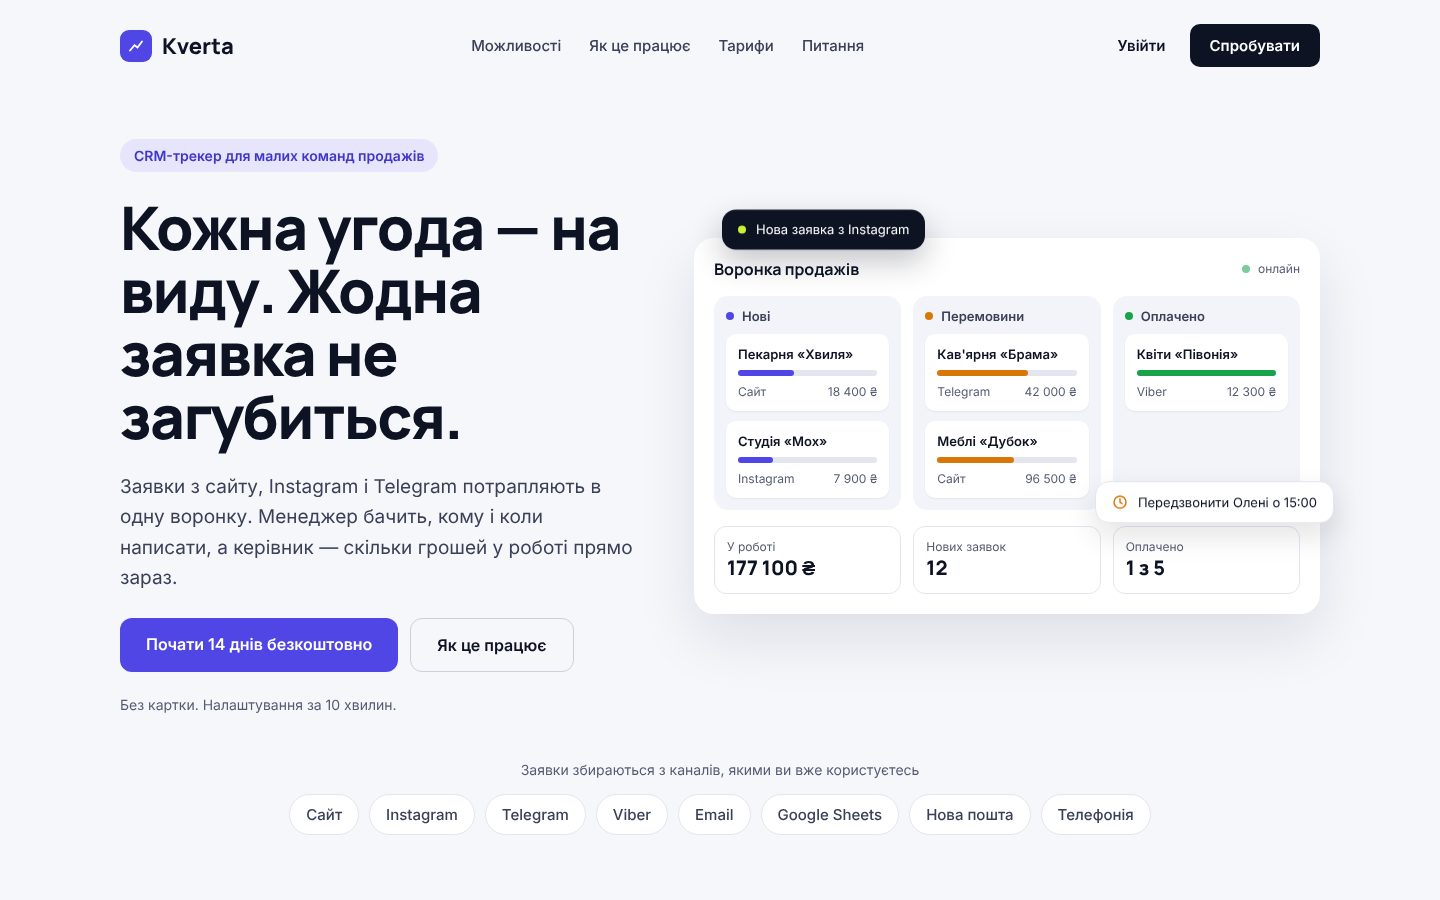 Kverta
Можливості
Як це працює
Тарифи
Питання
Увійти
Спробувати
CRM-трекер для малих команд продажів
Кожна угода — на
виду. Жодна
заявка не
загубиться.
Заявки з сайту, Instagram і Telegram потрапляють в
одну воронку. Менеджер бачить, кому і коли
написати, а керівник — скільки грошей у роботі прямо
зараз.
Почати 14 днів безкоштовно
Як це працює
Без картки. Налаштування за 10 хвилин.
Нова заявка з Instagram
Воронка продажів
онлайн
Нові
Пекарня «Хвиля»
Сайт 18 400 ₴
Студія «Мох»
Instagram 7 900 ₴
Перемовини
Кав'ярня «Брама»
Telegram 42 000 ₴
Меблі «Дубок»
Сайт 96 500 ₴
Оплачено
Квіти «Півонія»
Viber 12 300 ₴
Передзвонити Олені о 15:00
У роботі
177 100 ₴
Нових заявок
12
Оплачено
1 з 5
Заявки збираються з каналів, якими ви вже користуєтесь
Сайт
Instagram
Telegram
Viber
Email
Google Sheets
Нова пошта
Телефонія